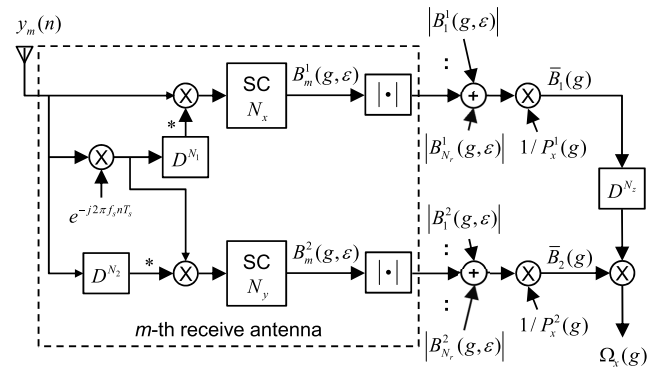 y_m(n)
|B_1^1(g,ε)|
:
SC
N_x
B_m^1(g,ε)
|•|
+
X
B̅_1(g)
*
D^{N_1}
|B_{N_r}^1(g,ε)|
1/P_x^1(g)
X
e^{-j2πf_s nT_s}
D^{N_z}
|B_1^2(g,ε)|
:
D^{N_2}
*
X
SC
N_y
B_m^2(g,ε)
|•|
+
X
B̅_2(g)
X
:
|B_{N_r}^2(g,ε)|
1/P_x^2(g)
m-th receive antenna
Ω_x(g)
X
: